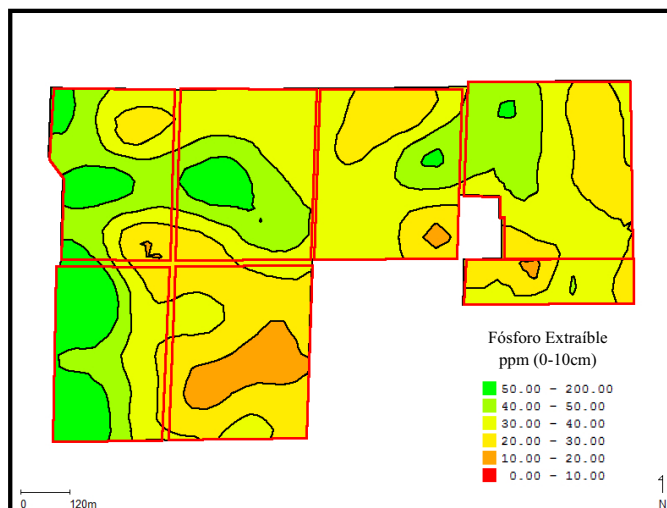 Fósforo Extraíble
ppm (0-10cm)
50.00 - 200.00
40.00 - 50.00
30.00 - 40.00
20.00 - 30.00
10.00 - 20.00
0.00 - 10.00
0 120m
N